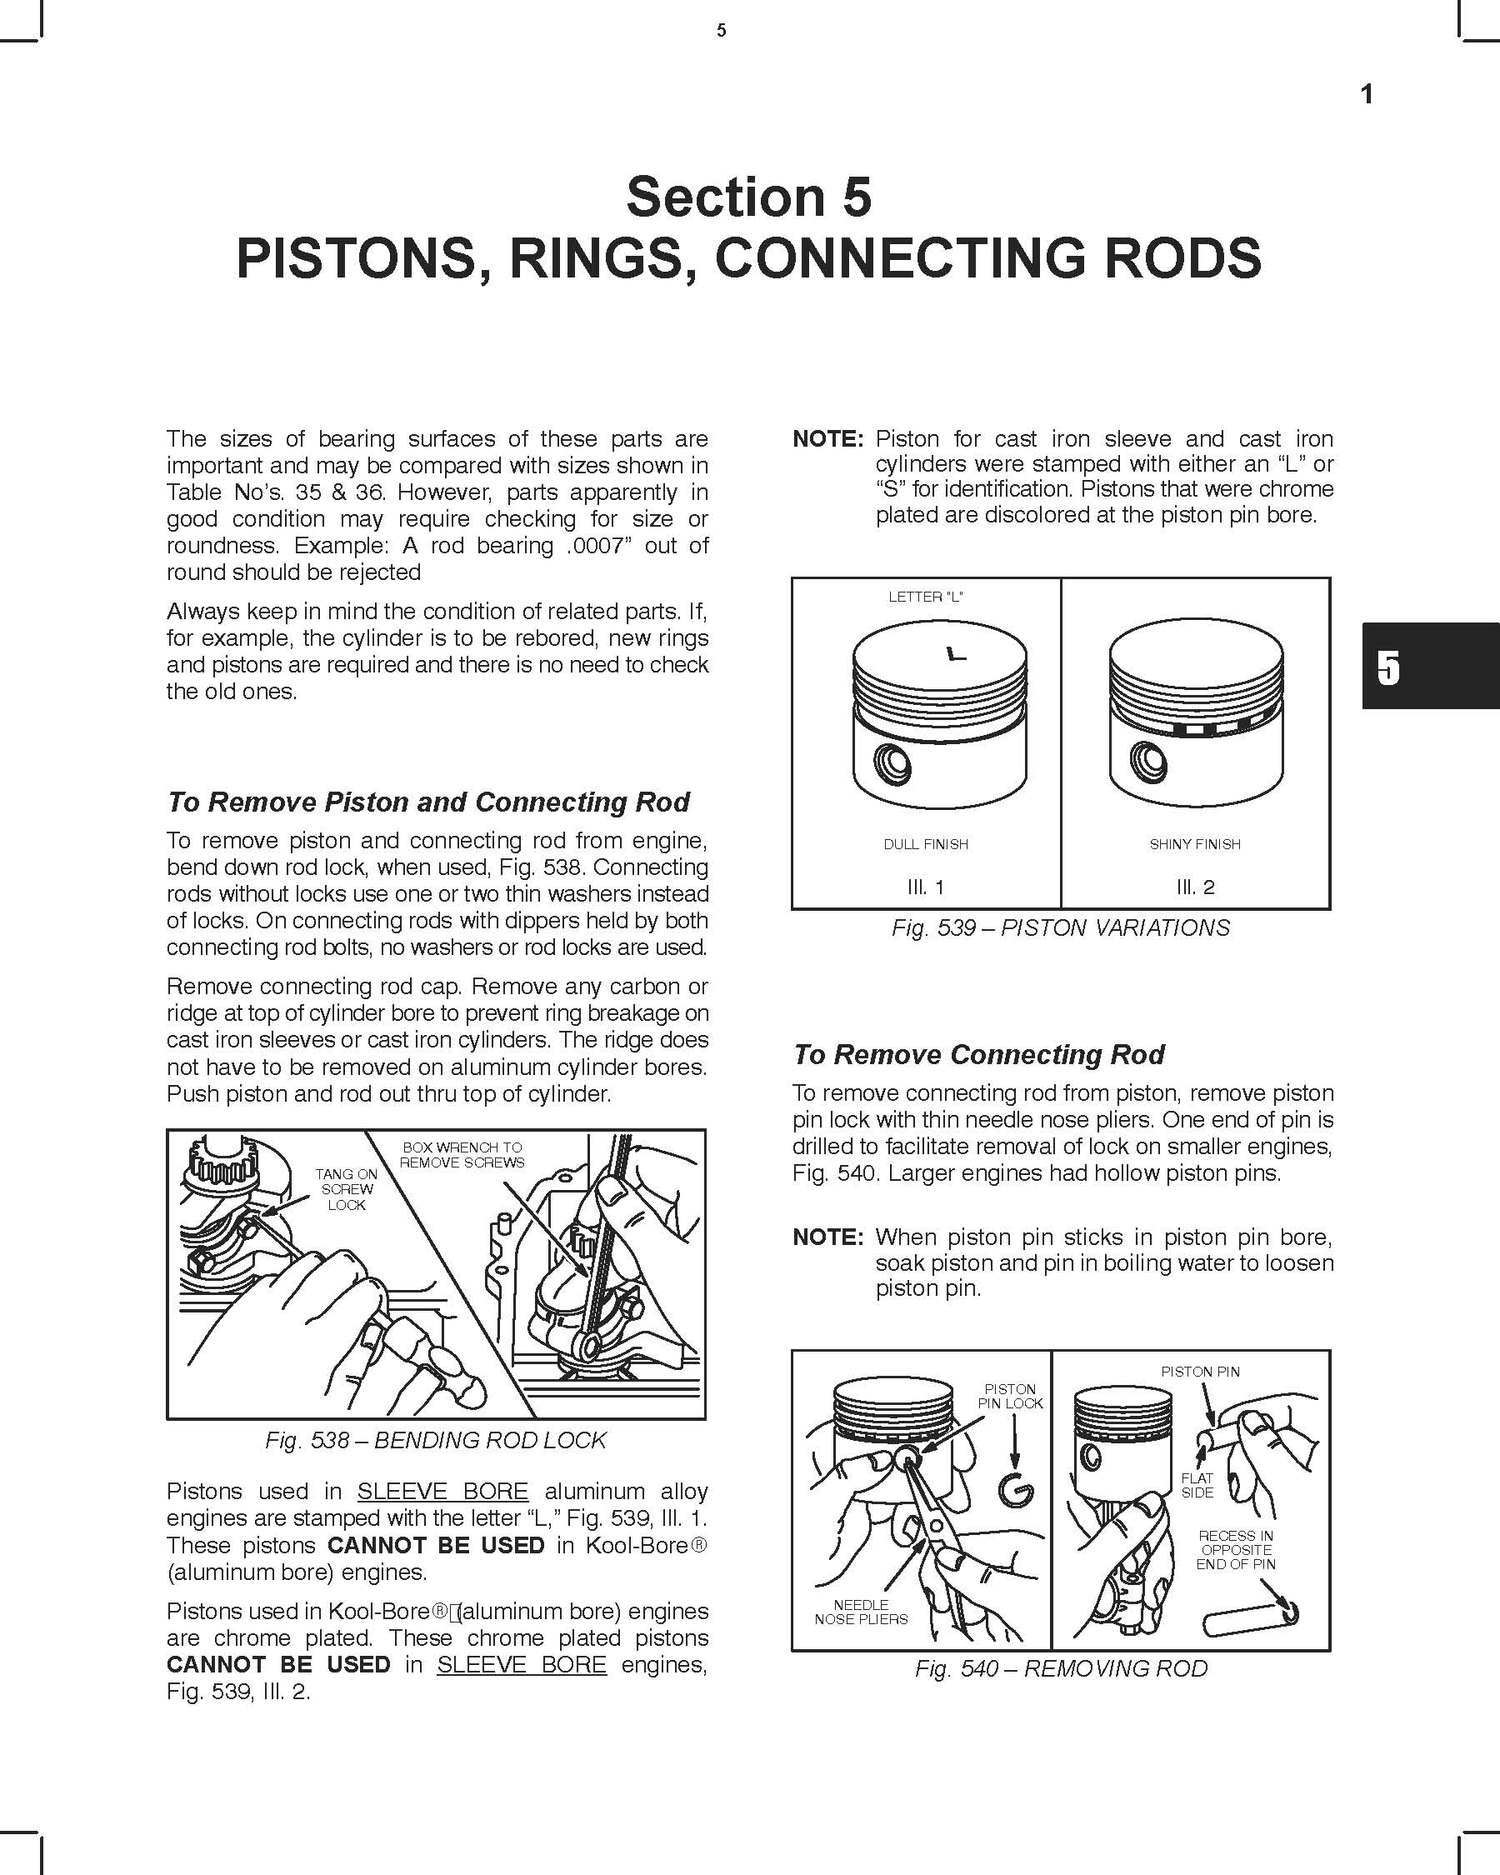 5
1
Section 5
PISTONS, RINGS, CONNECTING RODS
The sizes of bearing surfaces of these parts are
important and may be compared with sizes shown in
Table No's. 35 & 36. However, parts apparently in
good condition may require checking for size or
roundness. Example: A rod bearing .0007” out of
round should be rejected
Always keep in mind the condition of related parts. If,
for example, the cylinder is to be rebored, new rings
and pistons are required and there is no need to check
the old ones.
To Remove Piston and Connecting Rod
To remove piston and connecting rod from engine,
bend down rod lock, when used, Fig. 538. Connecting
rods without locks use one or two thin washers instead
of locks. On connecting rods with dippers held by both
connecting rod bolts, no washers or rod locks are used.
Remove connecting rod cap. Remove any carbon or
ridge at top of cylinder bore to prevent ring breakage on
cast iron sleeves or cast iron cylinders. The ridge does
not have to be removed on aluminum cylinder bores.
Push piston and rod out thru top of cylinder.
TANG ON
SCREW
LOCK
BOX WRENCH TO
REMOVE SCREWS
Fig. 538 – BENDING ROD LOCK
Pistons used in SLEEVE BORE aluminum alloy
engines are stamped with the letter “L,” Fig. 539, Ill. 1.
These pistons CANNOT BE USED in Kool-Bore®
(aluminum bore) engines.
Pistons used in Kool-Bore® (aluminum bore) engines
are chrome plated. These chrome plated pistons
CANNOT BE USED in SLEEVE BORE engines,
Fig. 539, Ill. 2.
NOTE: Piston for cast iron sleeve and cast iron
cylinders were stamped with either an “L” or
“S” for identification. Pistons that were chrome
plated are discolored at the piston pin bore.
LETTER "L"
L
DULL FINISH
SHINY FINISH
Ill. 1
Ill. 2
Fig. 539 – PISTON VARIATIONS
5
To Remove Connecting Rod
To remove connecting rod from piston, remove piston
pin lock with thin needle nose pliers. One end of pin is
drilled to facilitate removal of lock on smaller engines,
Fig. 540. Larger engines had hollow piston pins.
NOTE: When piston pin sticks in piston pin bore,
soak piston and pin in boiling water to loosen
piston pin.
PISTON
PIN LOCK
NEEDLE
NOSE PLIERS
PISTON PIN
FLAT
SIDE
RECESS IN
OPPOSITE
END OF PIN
Fig. 540 – REMOVING ROD